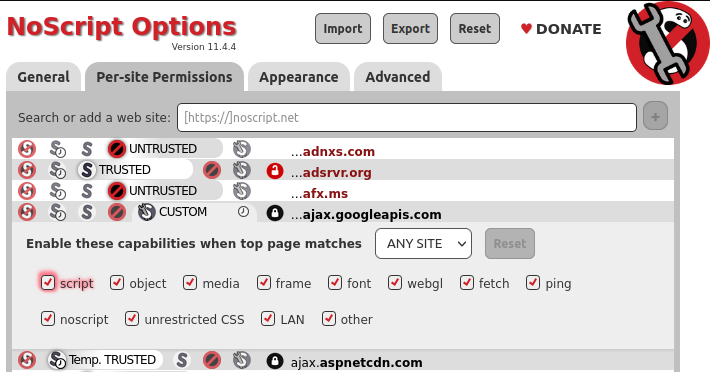 NoScript Options
Version 11.4.4
Import
Export
Reset
♥ DONATE
General
Per-site Permissions
Appearance
Advanced
Search or add a web site:
[https://]noscript.net
+
UNTRUSTED
...adnxs.com
TRUSTED
...adsrvr.org
UNTRUSTED
...afx.ms
CUSTOM
...ajax.googleapis.com
Enable these capabilities when top page matches
ANY SITE
Reset
script
object
media
frame
font
webgl
fetch
ping
noscript
unrestricted CSS
LAN
other
Temp. TRUSTED
ajax.aspnetcdn.com